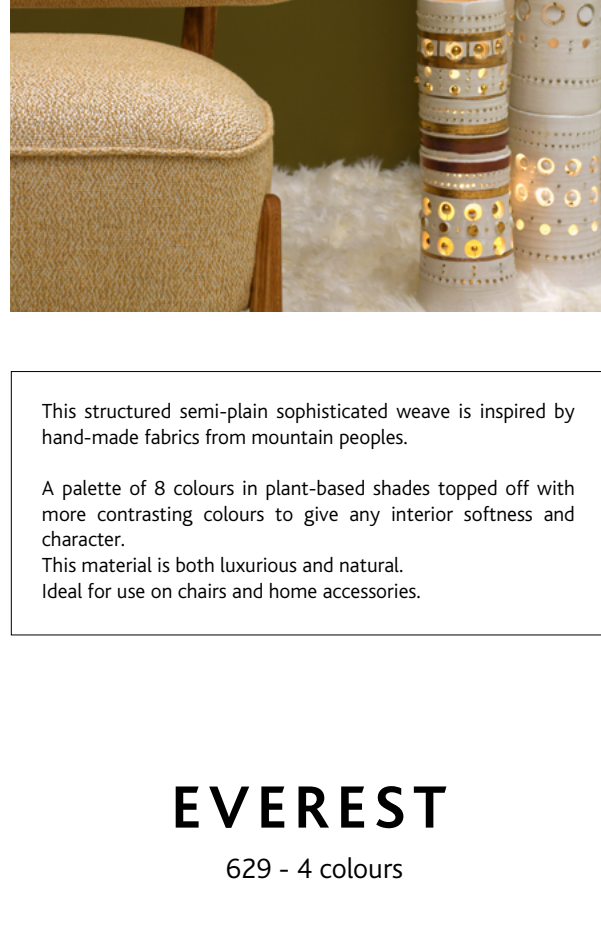 This structured semi-plain sophisticated weave is inspired by
hand-made fabrics from mountain peoples.
A palette of 8 colours in plant-based shades topped off with
more contrasting colours to give any interior softness and
character.
This material is both luxurious and natural.
Ideal for use on chairs and home accessories.
EVEREST
629 - 4 colours